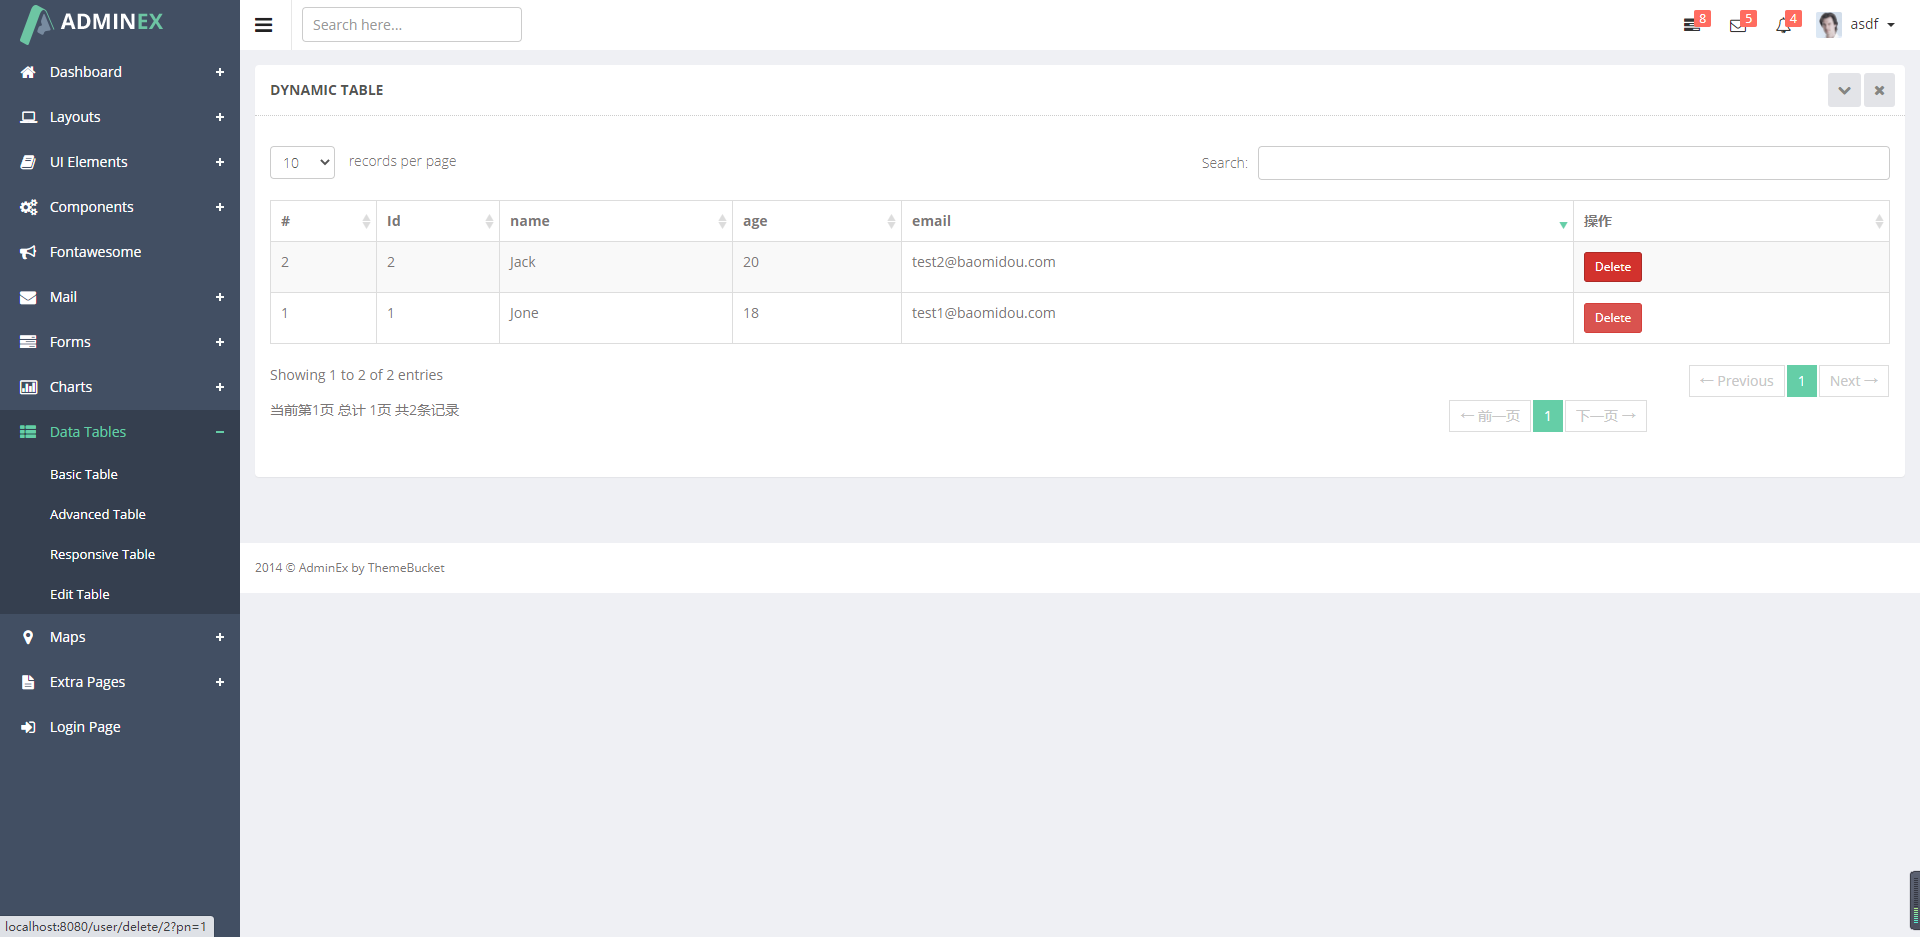 ADMINEX
Search here...
8
5
4
asdf
Dashboard
Layouts
UI Elements
Components
Fontawesome
Mail
Forms
Charts
Data Tables
Basic Table
Advanced Table
Responsive Table
Edit Table
Maps
Extra Pages
Login Page
DYNAMIC TABLE
10 records per page
Search:
# Id name age email 操作
2 2 Jack 20 test2@baomidou.com Delete
1 1 Jone 18 test1@baomidou.com Delete
Showing 1 to 2 of 2 entries
← Previous 1 Next →
当前第1页 总计 1页 共2条记录
← 前一页 1 下一页 →
2014 © AdminEx by ThemeBucket
localhost:8080/user/delete/2?pn=1